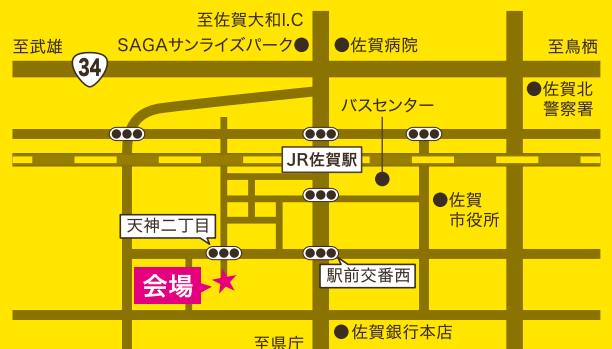 至佐賀大和I.C
至武雄
SAGAサンライズパーク
佐賀病院
至鳥栖
34
佐賀北
警察署
バスセンター
JR佐賀駅
佐賀
市役所
天神二丁目
駅前交番西
会場
佐賀銀行本店
至県庁